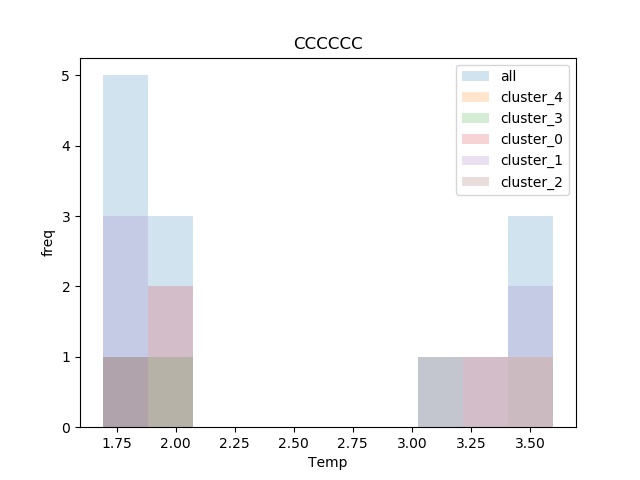 CCCCCC
5
4
3
2
1
0
freq
all
cluster_4
cluster_3
cluster_0
cluster_1
cluster_2
1.75 2.00 2.25 2.50 2.75 3.00 3.25 3.50
Temp